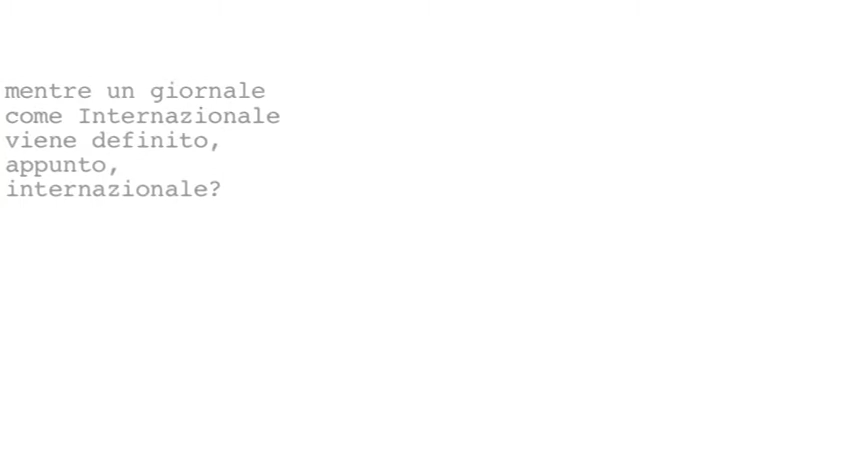 mentre un giornale
come Internazionale
viene definito,
appunto,
internazionale?